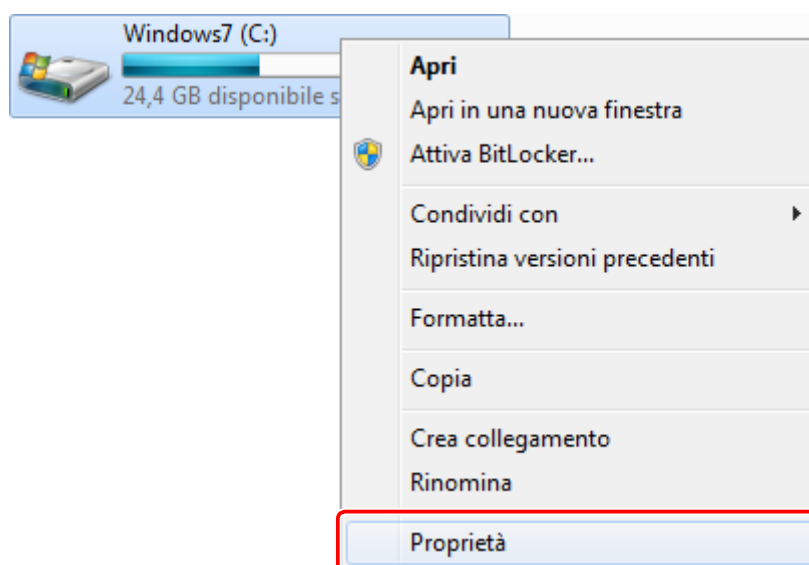 Windows7 (C:)
24,4 GB disponibile s
Apri
Apri in una nuova finestra
Attiva BitLocker...
Condividi con
Ripristina versioni precedenti
Formatta...
Copia
Crea collegamento
Rinomina
Proprietà